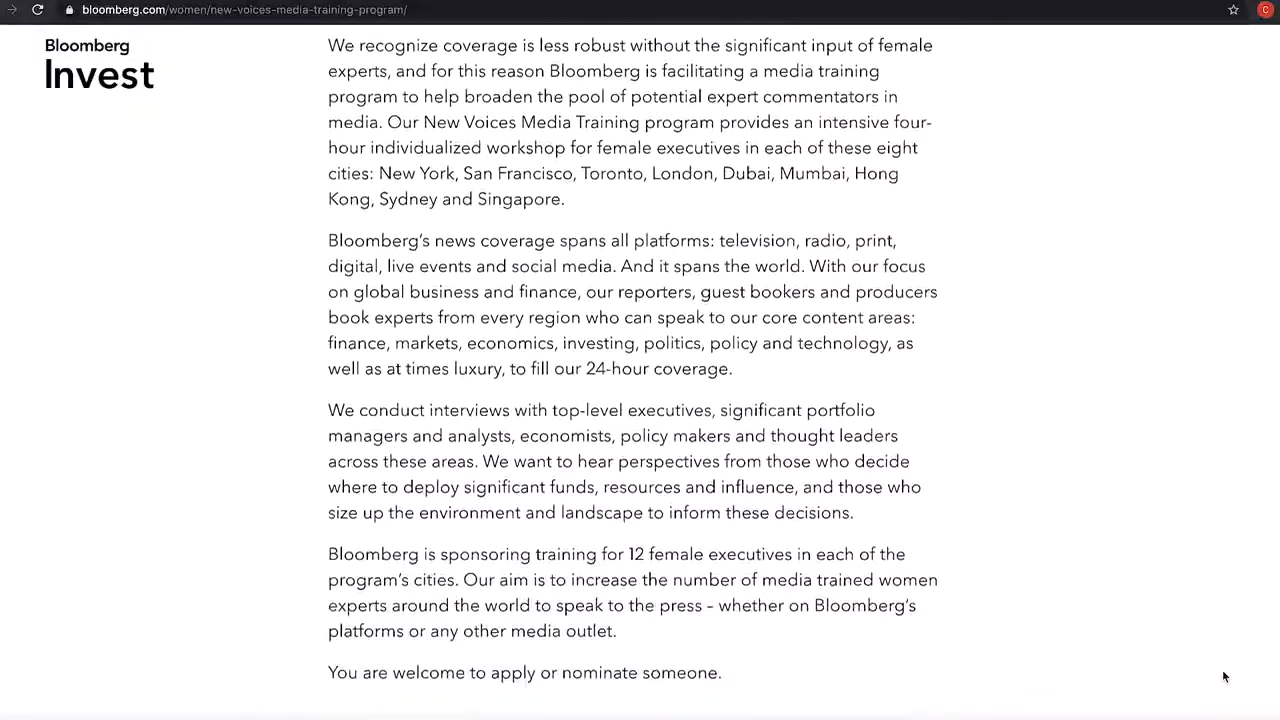 bloomberg.com/women/new-voices-media-training-program/
C
Bloomberg
Invest
We recognize coverage is less robust without the significant input of female
experts, and for this reason Bloomberg is facilitating a media training
program to help broaden the pool of potential expert commentators in
media. Our New Voices Media Training program provides an intensive four-
hour individualized workshop for female executives in each of these eight
cities: New York, San Francisco, Toronto, London, Dubai, Mumbai, Hong
Kong, Sydney and Singapore.
Bloomberg's news coverage spans all platforms: television, radio, print,
digital, live events and social media. And it spans the world. With our focus
on global business and finance, our reporters, guest bookers and producers
book experts from every region who can speak to our core content areas:
finance, markets, economics, investing, politics, policy and technology, as
well as at times luxury, to fill our 24-hour coverage.
We conduct interviews with top-level executives, significant portfolio
managers and analysts, economists, policy makers and thought leaders
across these areas. We want to hear perspectives from those who decide
where to deploy significant funds, resources and influence, and those who
size up the environment and landscape to inform these decisions.
Bloomberg is sponsoring training for 12 female executives in each of the
program's cities. Our aim is to increase the number of media trained women
experts around the world to speak to the press – whether on Bloomberg's
platforms or any other media outlet.
You are welcome to apply or nominate someone.